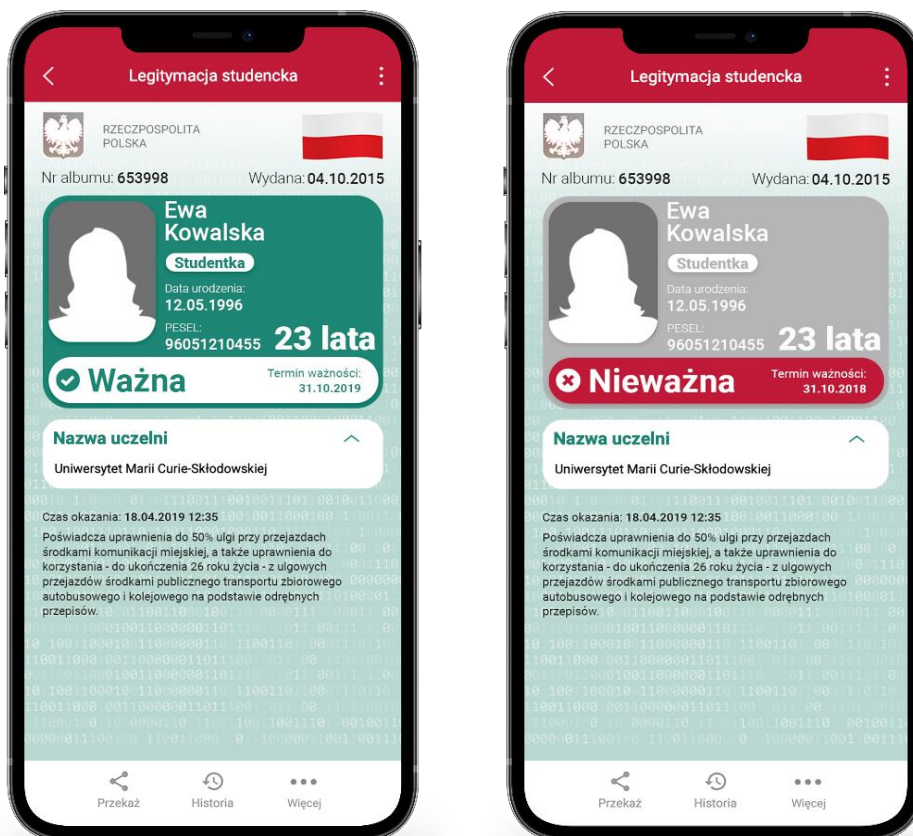 Legitymacja studencka
RZECZPOSPOLITA
POLSKA
Nr albumu: 653998 Wydana: 04.10.2015
Ewa
Kowalska
Studentka
Data urodzenia:
12.05.1996
PESEL:
96051210455 23 lata
Ważna Termin ważności:
31.10.2019
Nazwa uczelni
Uniwersytet Marii Curie-Skłodowskiej
Czas okazania: 18.04.2019 12:35
Poświadcza uprawnienia do 50% ulgi przy przejazdach
środkami komunikacji miejskiej, a także uprawnienia do
korzystania - do ukończenia 26 roku życia - z ulgowych
przejazdów środkami publicznego transportu zbiorowego
autobusowego i kolejowego na podstawie odrębnych
przepisów.
Przekaż Historia Więcej
Legitymacja studencka
RZECZPOSPOLITA
POLSKA
Nr albumu: 653998 Wydana: 04.10.2015
Ewa
Kowalska
Studentka
Data urodzenia:
12.05.1996
PESEL:
96051210455 23 lata
Nieważna Termin ważności:
31.10.2018
Nazwa uczelni
Uniwersytet Marii Curie-Skłodowskiej
Czas okazania: 18.04.2019 12:35
Poświadcza uprawnienia do 50% ulgi przy przejazdach
środkami komunikacji miejskiej, a także uprawnienia do
korzystania - do ukończenia 26 roku życia - z ulgowych
przejazdów środkami publicznego transportu zbiorowego
autobusowego i kolejowego na podstawie odrębnych
przepisów.
Przekaż Historia Więcej